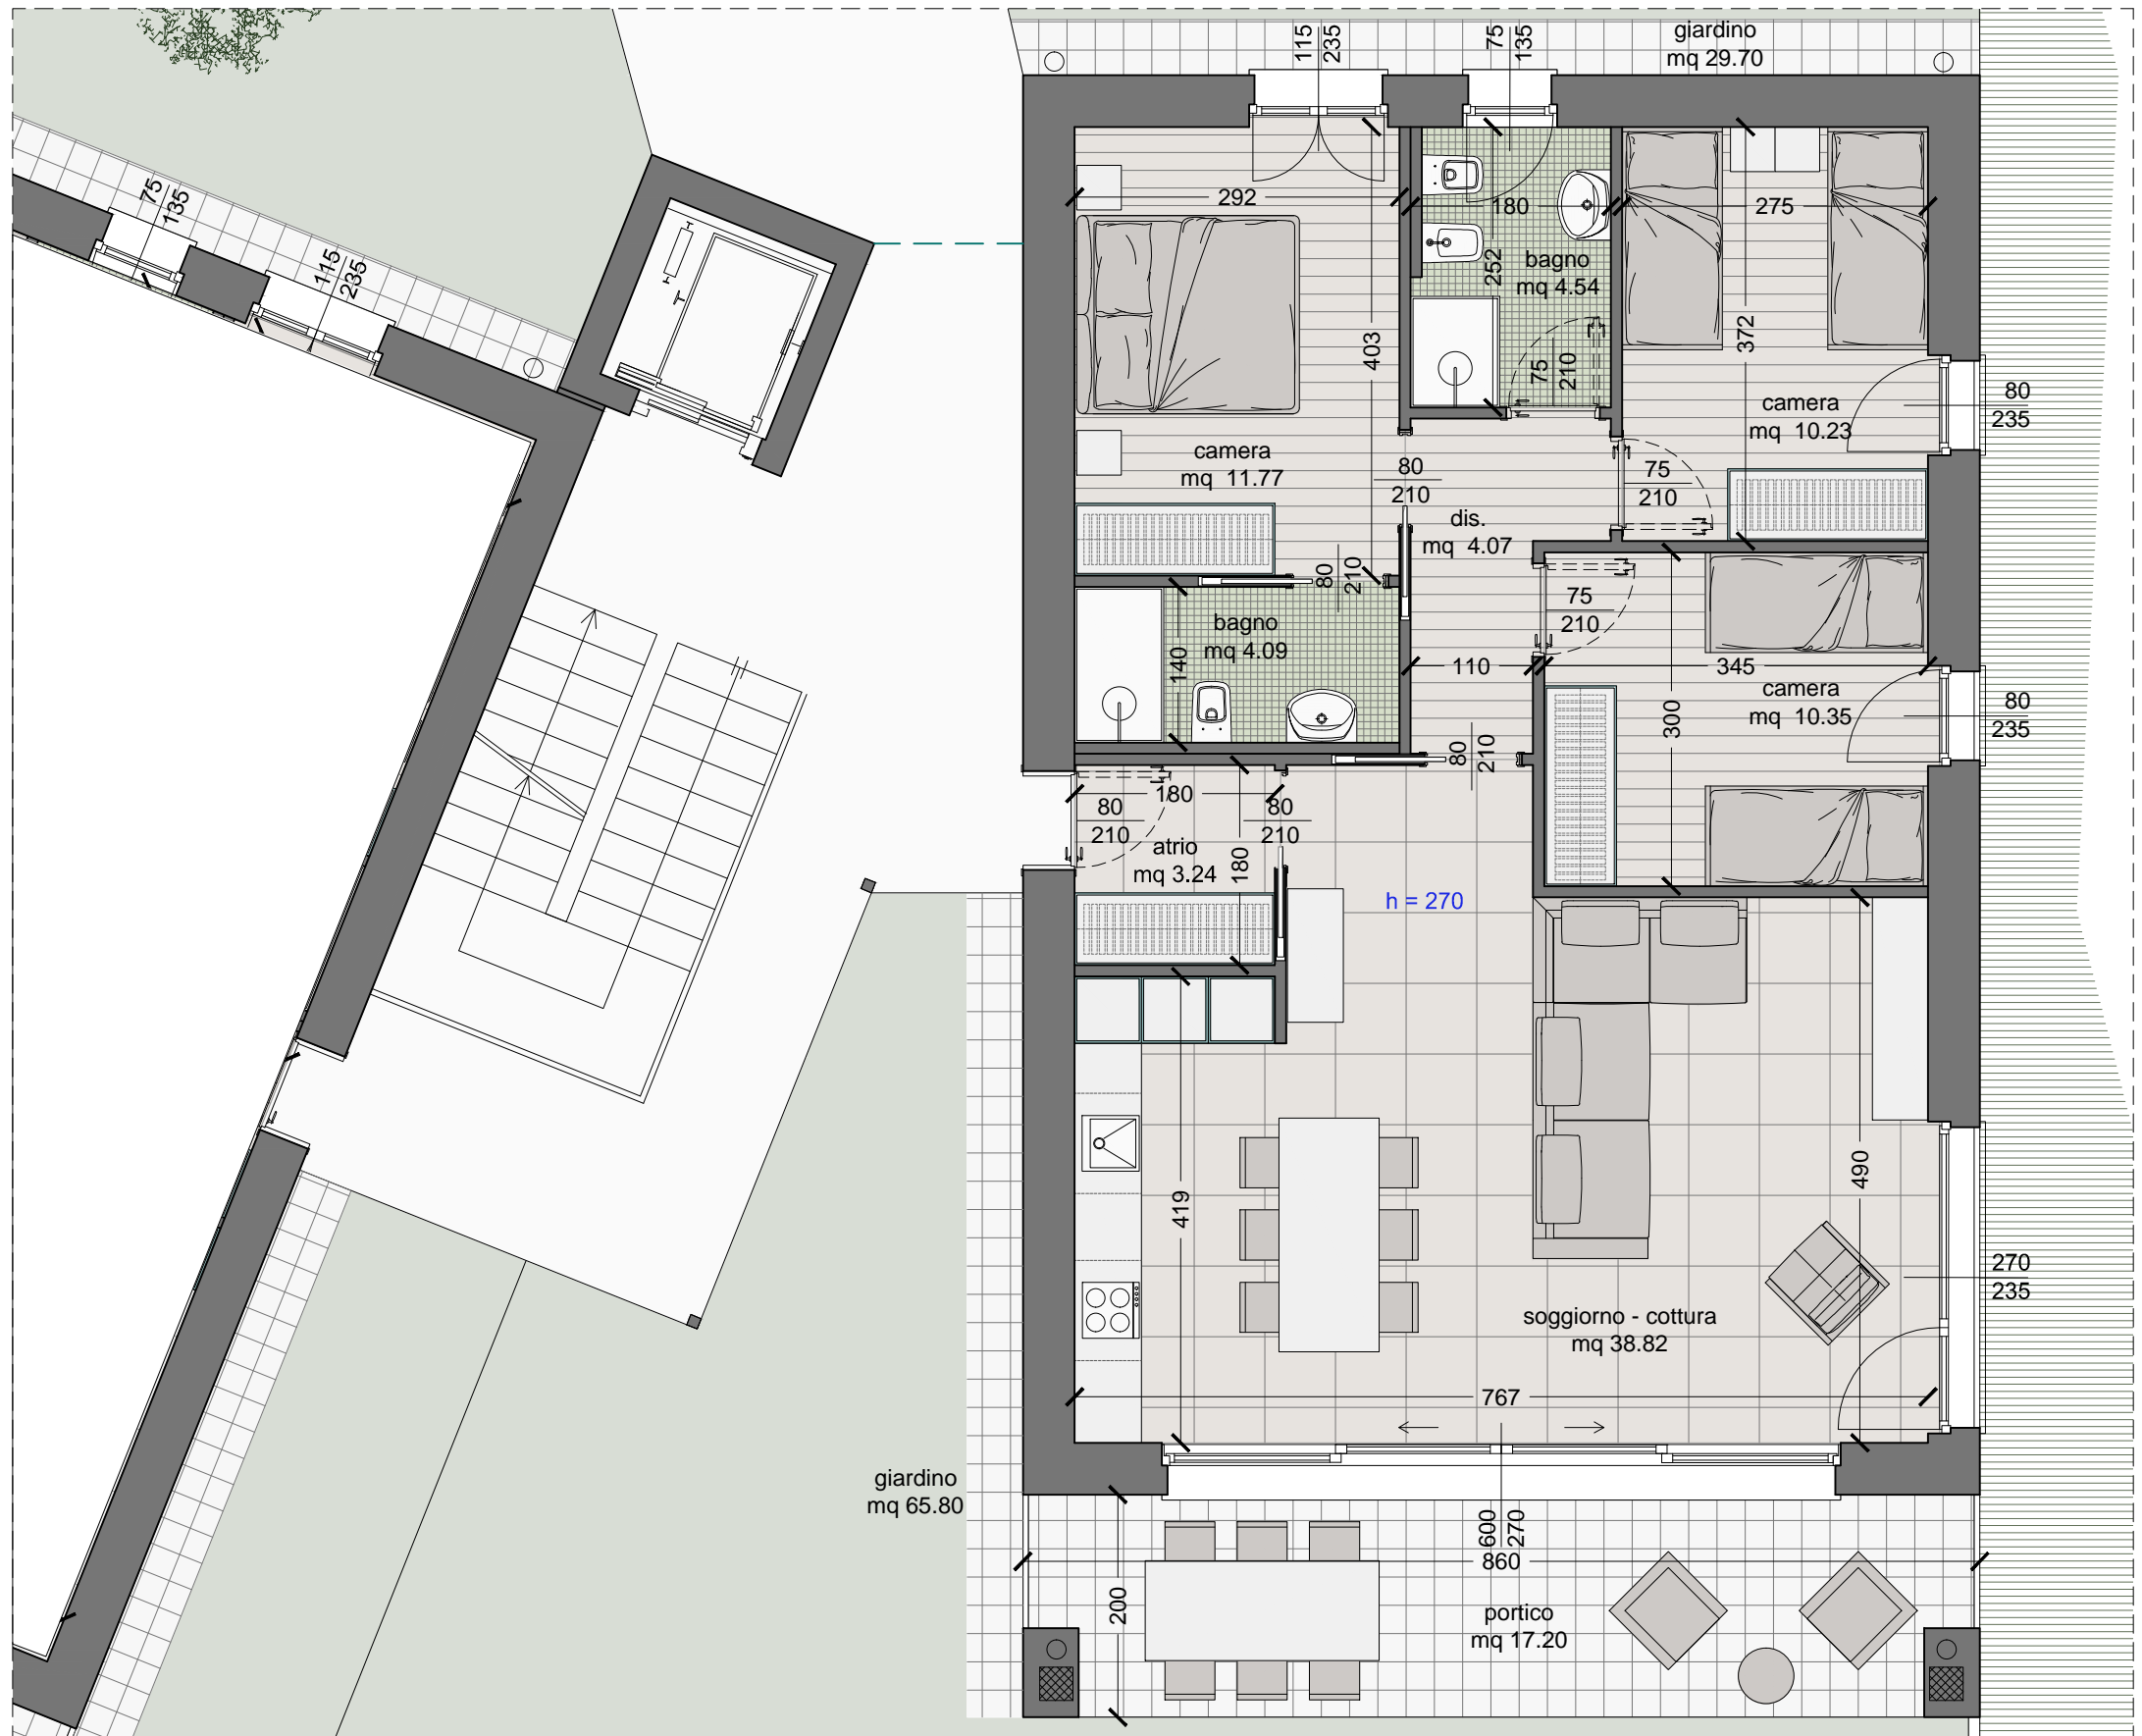 115
235
75
135
giardino
mq 29.70
75
135
115
235
292
180
275
252
bagno
mq 4.54
403
372
75
210
80
235
camera
mq 10.23
camera
mq 11.77
80
210
75
210
dis.
mq 4.07
80
210
75
210
bagno
mq 4.09
140
110
345
camera
mq 10.35
80
235
300
80
210
180
80
210
80
210
atrio
mq 3.24
180
h = 270
490
419
270
235
soggiorno - cottura
mq 38.82
767
giardino
mq 65.80
600
270
860
200
portico
mq 17.20